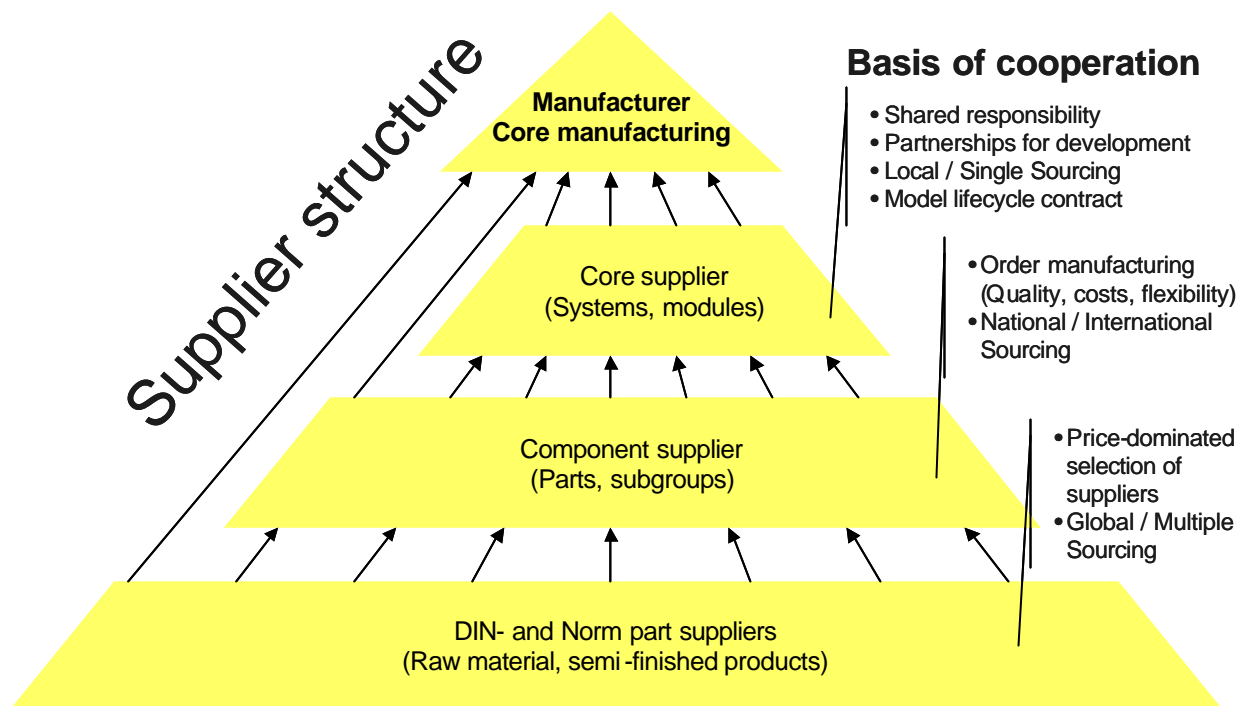 Supplier structure
Basis of cooperation
Manufacturer
Core manufacturing
• Shared responsibility
• Partnerships for development
• Local / Single Sourcing
• Model lifecycle contract
Core supplier
(Systems, modules)
• Order manufacturing
(Quality, costs, flexibility)
• National / International
Sourcing
Component supplier
(Parts, subgroups)
• Price-dominated
selection of
suppliers
• Global / Multiple
Sourcing
DIN- and Norm part suppliers
(Raw material, semi-finished products)